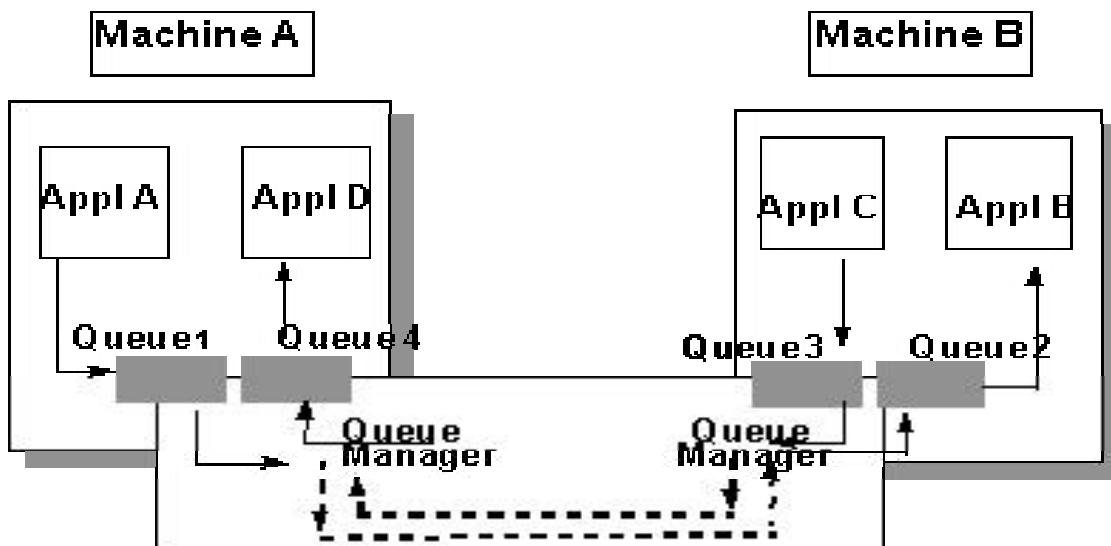 Machine A
Machine B
Appl A
Appl D
Appl C
Appl B
Queue1
Queue4
Queue3
Queue2
Queue
Manager
Queue
Manager